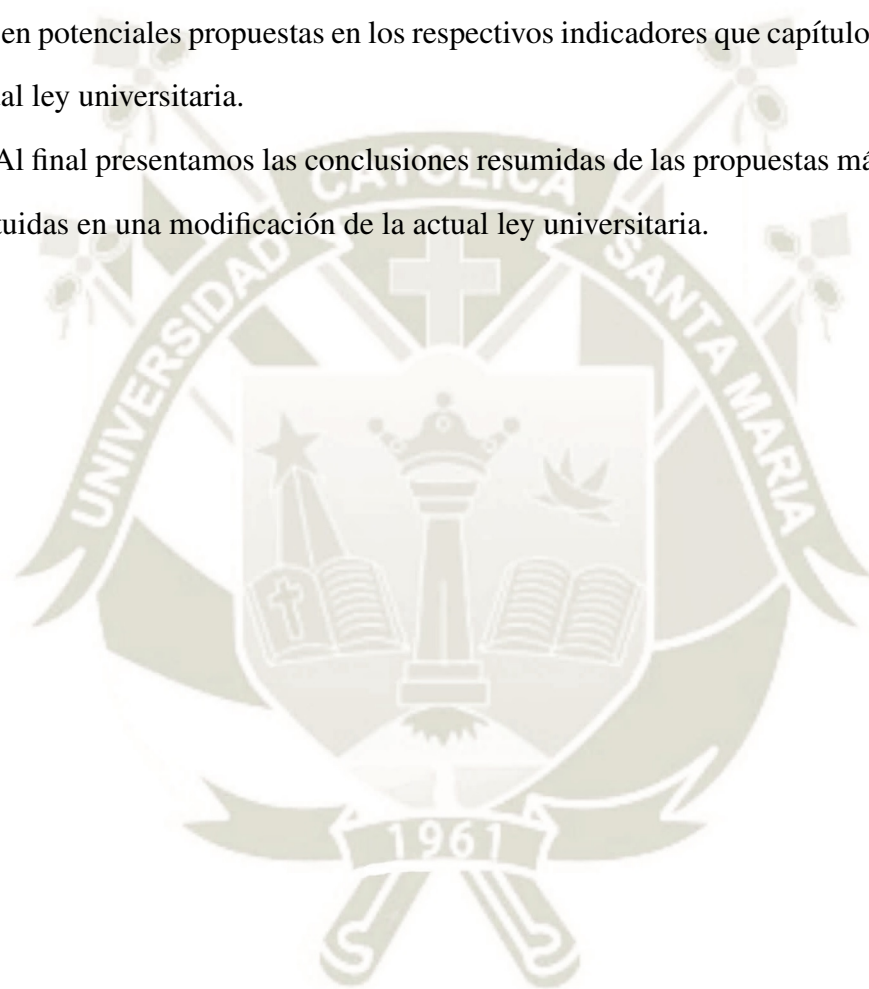 en potenciales propuestas en los respectivos indicadores que capítulo
al ley universitaria.
Al final presentamos las conclusiones resumidas de las propuestas má
tuidas en una modificación de la actual ley universitaria.
CATOLICA
UNIVERSIDAD
SANTA MARIA
1961